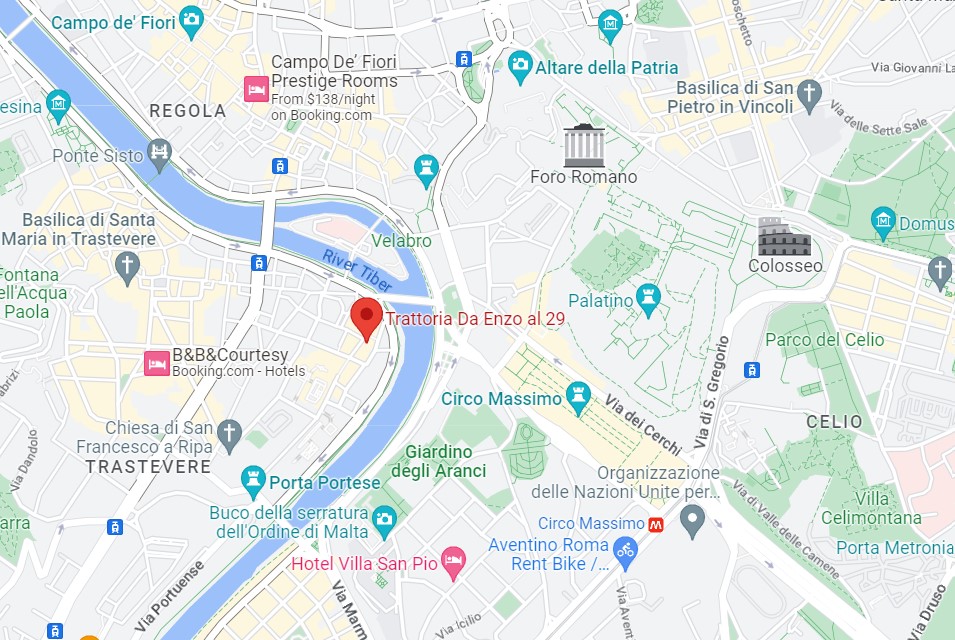 Campo de' Fiori
Campo De' Fiori
Prestige Rooms
From $138/night
on Booking.com
Altare della Patria
Via Giovanni La
Basilica di San
Pietro in Vincoli
Via delle Sette Sale
REGOLA
esina
Ponte Sisto
Foro Romano
Basilica di Santa
Maria in Trastevere
Velabro
Domus
River Tiber
Colosseo
Fontana
ell'Acqua
Paola
Palatino
Trattoria Da Enzo al 29
Parco del Celio
B&B&Courtesy
Booking.com - Hotels
Via di S. Gregorio
Circo Massimo
Via dei Cerchi
CELIO
Chiesa di San
Francesco a Ripa
TRASTEVERE
Via Dandolo
Giardino
degli Aranci
Organizzazione
delle Nazioni Unite per...
Porta Portese
Via di Valle delle Camene
Villa
Celimontana
Buco della serratura
dell'Ordine di Malta
Circo Massimo
M
Aventino Roma
Rent Bike /...
Porta Metronia
Hotel Villa San Pio
Via Portuense
Via Marm
Via Icilio
Via Aven
Via Druso